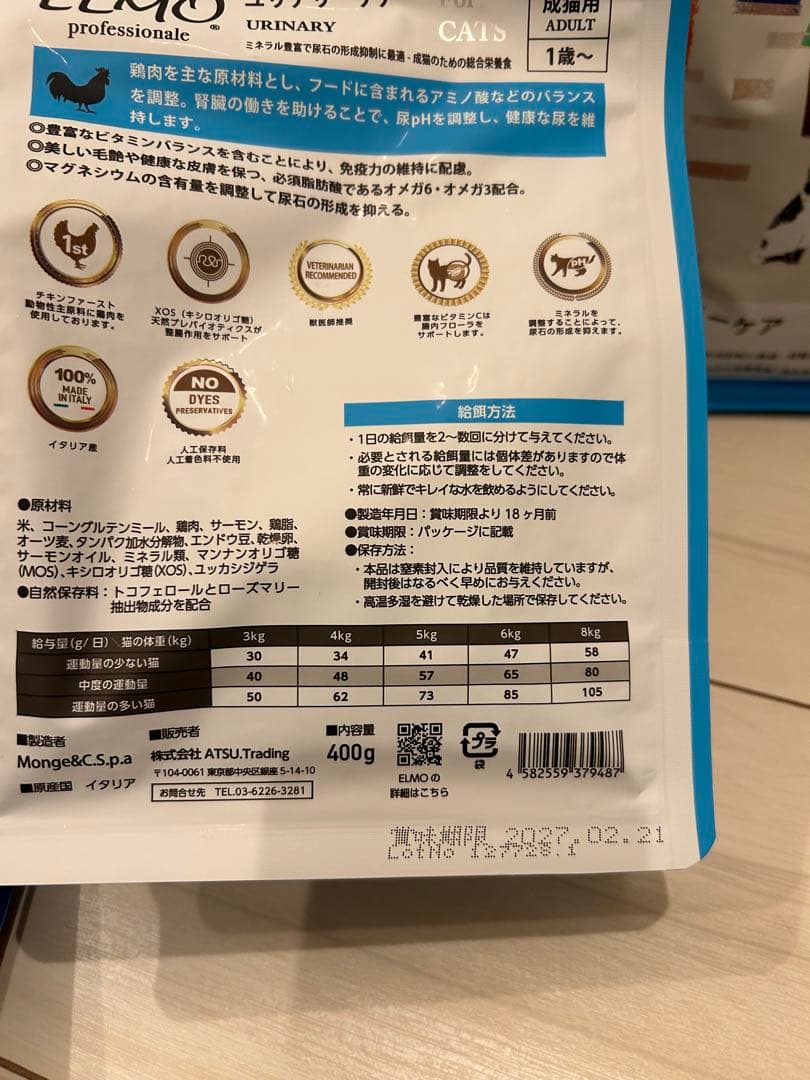 ELMO®
professionale
ユリナリーケア
URINARY
For
CATS
成猫用
ADULT
1歳〜
ミネラル豊富で尿石の形成抑制に最適 - 成猫のための総合栄養食
鶏肉を主な原材料とし、フードに含まれるアミノ酸などのバランス
を調整。腎臓の働きを助けることで、尿pHを調整し、健康な尿を維
持します。
◎豊富なビタミンバランスを含むことにより、免疫力の維持に配慮。
◎美しい毛艶や健康な皮膚を保つ、必須脂肪酸であるオメガ6・オメガ3配合。
◎マグネシウムの含有量を調整して尿石の形成を抑える。
1st
チキンファースト
動物性主原料に鶏肉を
使用しております。
XOS（キシロオリゴ糖）
天然プレバイオティクスが
整腸作用をサポート
VETERINARIAN
RECOMMENDED
獣医師推奨
豊富なビタミンCは
腸内フローラを
サポートします。
pH
ミネラルを
調整することによって、
尿石の形成を抑えます。
100%
MADE
IN ITALY
イタリア産
NO
DYES
PRESERVATIVES
人工保存料
人工着色料不使用
給餌方法
・1日の給餌量を2〜数回に分けて与えてください。
・必要とされる給餌量には個体差がありますので体
重の変化に応じて調整をしてください。
・常に新鮮でキレイな水を飲めるようにしてください。
●製造年月日：賞味期限より18ヶ月前
●賞味期限：パッケージに記載
●保存方法：
・本品は窒素封入により品質を維持していますが、
開封後はなるべく早めにお与えください。
・高温多湿を避けて乾燥した場所で保存してください。
●原材料
米、コーングルテンミール、鶏肉、サーモン、鶏脂、
オーツ麦、タンパク加水分解物、エンドウ豆、乾燥卵、
サーモンオイル、ミネラル類、マンナンオリゴ糖
(MOS)、キシロオリゴ糖(XOS)、ユッカシジゲラ
●自然保存料：トコフェロールとローズマリー
抽出物成分を配合
給与量(g/日)＼猫の体重(kg) 3kg 4kg 5kg 6kg 8kg
運動量の少ない猫 30 34 41 47 58
中度の運動量 40 48 57 65 80
運動量の多い猫 50 62 73 85 105
■製造者
Monge&C.S.p.a
■原産国 イタリア
■販売者
株式会社 ATSU.Trading
〒104-0061 東京都中央区銀座 5-14-10
お問合せ先 TEL.03-6226-3281
■内容量
400g
ELMOの
詳細はこちら
プラ
袋
4 582559 379487
賞味期限 2027.02.21
LotNo
ーケア